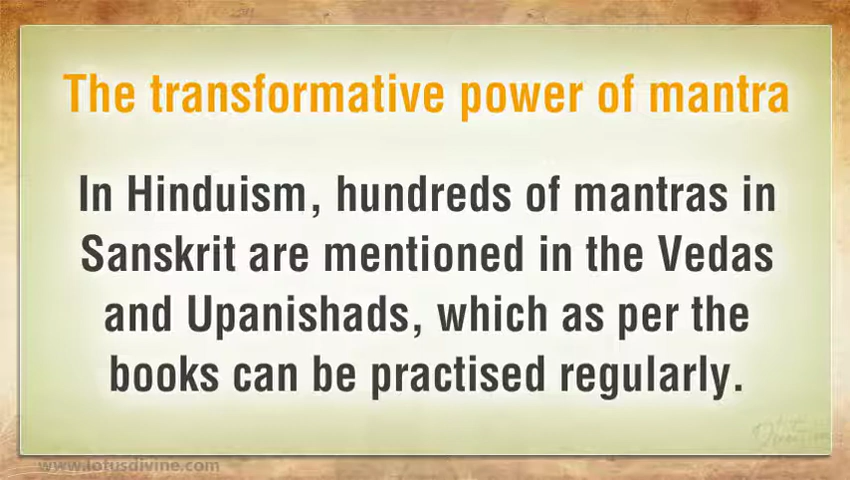 The transformative power of mantra
In Hinduism, hundreds of mantras in
Sanskrit are mentioned in the Vedas
and Upanishads, which as per the
books can be practised regularly.
www.lotusdivine.com